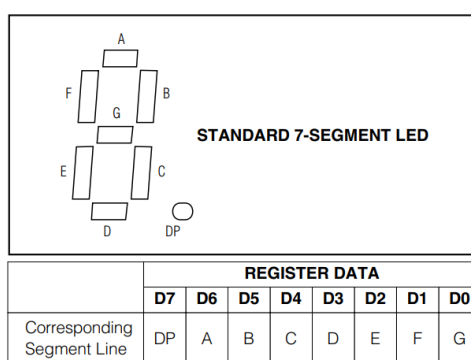 A
F B
G
STANDARD 7-SEGMENT LED
E C
D DP
REGISTER DATA
D7 D6 D5 D4 D3 D2 D1 D0
Corresponding
Segment Line
DP A B C D E F G